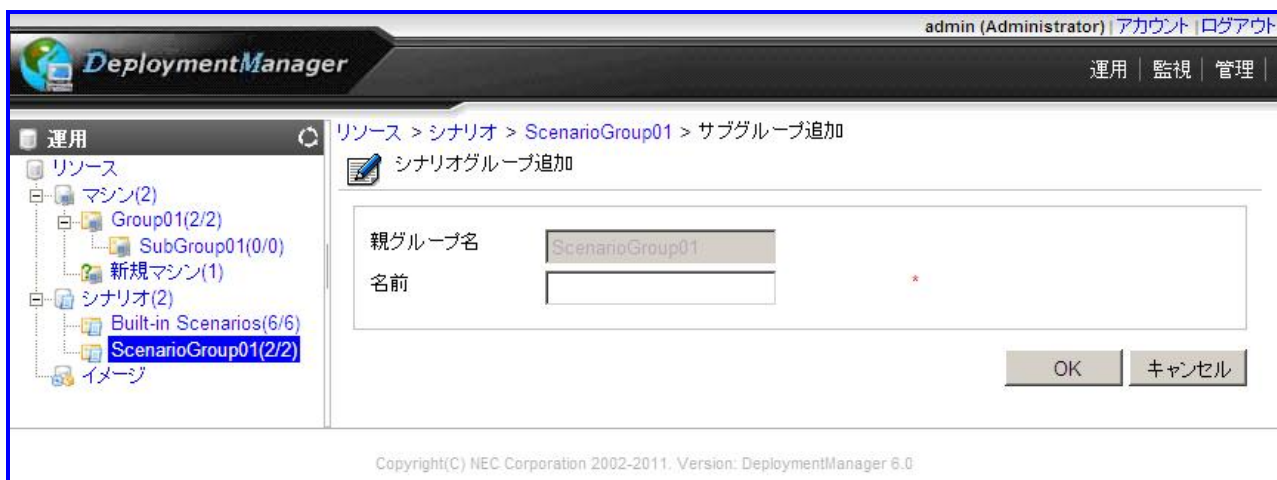 admin (Administrator) | アカウント | ログアウト
DeploymentManager
運用 | 監視 | 管理 |
運用
リソース
マシン(2)
Group01(2/2)
SubGroup01(0/0)
新規マシン(1)
シナリオ(2)
Built-in Scenarios(6/6)
ScenarioGroup01(2/2)
イメージ
リソース > シナリオ > ScenarioGroup01 > サブグループ追加
シナリオグループ追加
親グループ名 ScenarioGroup01
名前 *
OK キャンセル
Copyright(C) NEC Corporation 2002-2011. Version: DeploymentManager 6.0